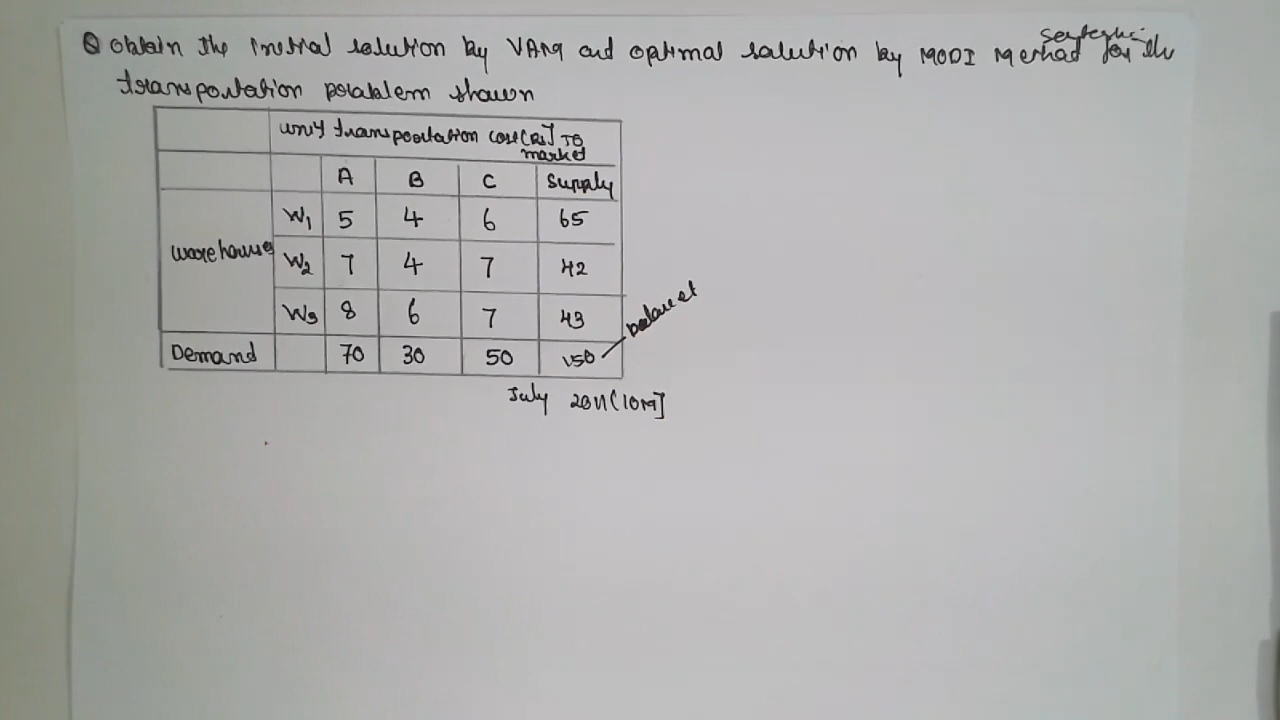 Q obtain the initial solution by VAM and optimal solution by MODI Method for the
transportation problem shown
unit transportation cost (Rs) TO
market
A B C Supply
W1 5 4 6 65
warehouses W2 7 4 7 42
W3 8 6 7 43
balance
Demand 70 30 50 150
July 2011 [10M]